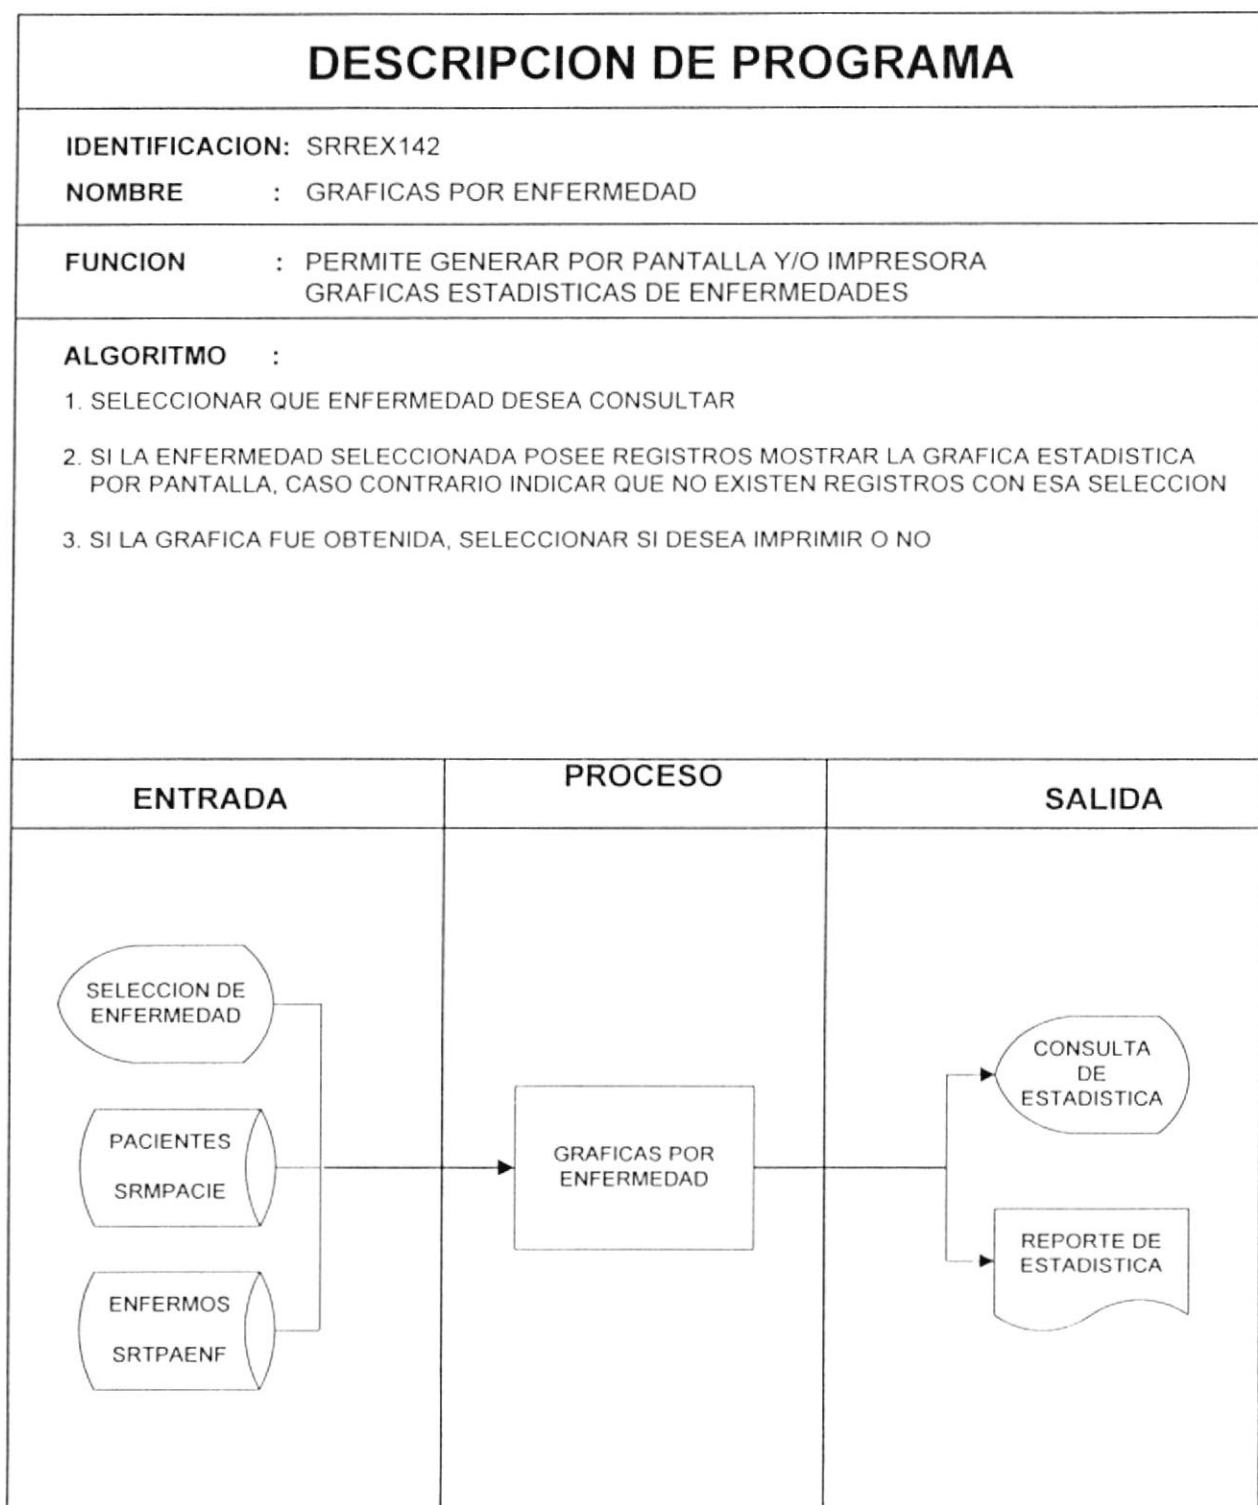 DESCRIPCION DE PROGRAMA
IDENTIFICACION: SRREX142
NOMBRE : GRAFICAS POR ENFERMEDAD
FUNCION : PERMITE GENERAR POR PANTALLA Y/O IMPRESORA
GRAFICAS ESTADISTICAS DE ENFERMEDADES
ALGORITMO :
1. SELECCIONAR QUE ENFERMEDAD DESEA CONSULTAR
2. SI LA ENFERMEDAD SELECCIONADA POSEE REGISTROS MOSTRAR LA GRAFICA ESTADISTICA
POR PANTALLA, CASO CONTRARIO INDICAR QUE NO EXISTEN REGISTROS CON ESA SELECCION
3. SI LA GRAFICA FUE OBTENIDA, SELECCIONAR SI DESEA IMPRIMIR O NO
ENTRADA
PROCESO
SALIDA
SELECCION DE
ENFERMEDAD
PACIENTES
SRMPACIE
ENFERMOS
SRTPAENF
GRAFICAS POR
ENFERMEDAD
CONSULTA
DE
ESTADISTICA
REPORTE DE
ESTADISTICA